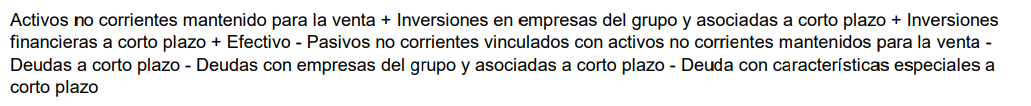 Activos no corrientes mantenido para la venta + Inversiones en empresas del grupo y asociadas a corto plazo + Inversiones
financieras a corto plazo + Efectivo - Pasivos no corrientes vinculados con activos no corrientes mantenidos para la venta -
Deudas a corto plazo - Deudas con empresas del grupo y asociadas a corto plazo - Deuda con características especiales a
corto plazo